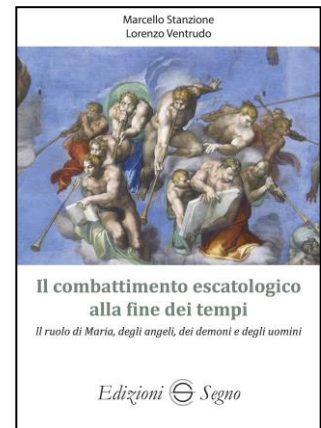 Marcello Stanzione
Lorenzo Ventrudo
Il combattimento escatologico
alla fine dei tempi
Il ruolo di Maria, degli angeli, dei demoni e degli uomini
Edizioni S Segno